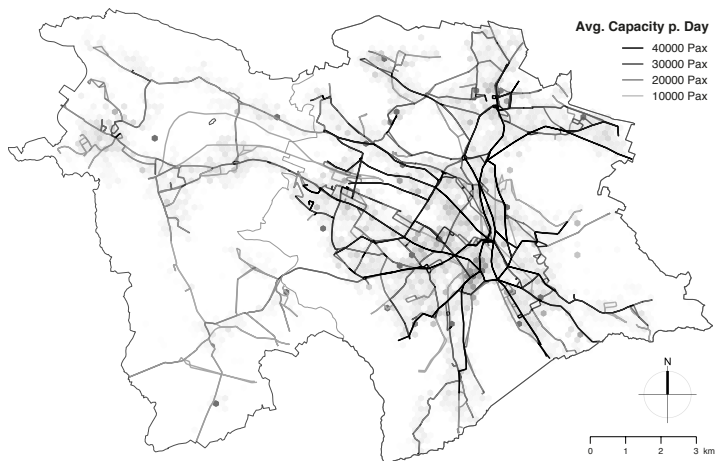 Avg. Capacity p. Day
40000 Pax
30000 Pax
20000 Pax
10000 Pax
N
0 1 2 3 km